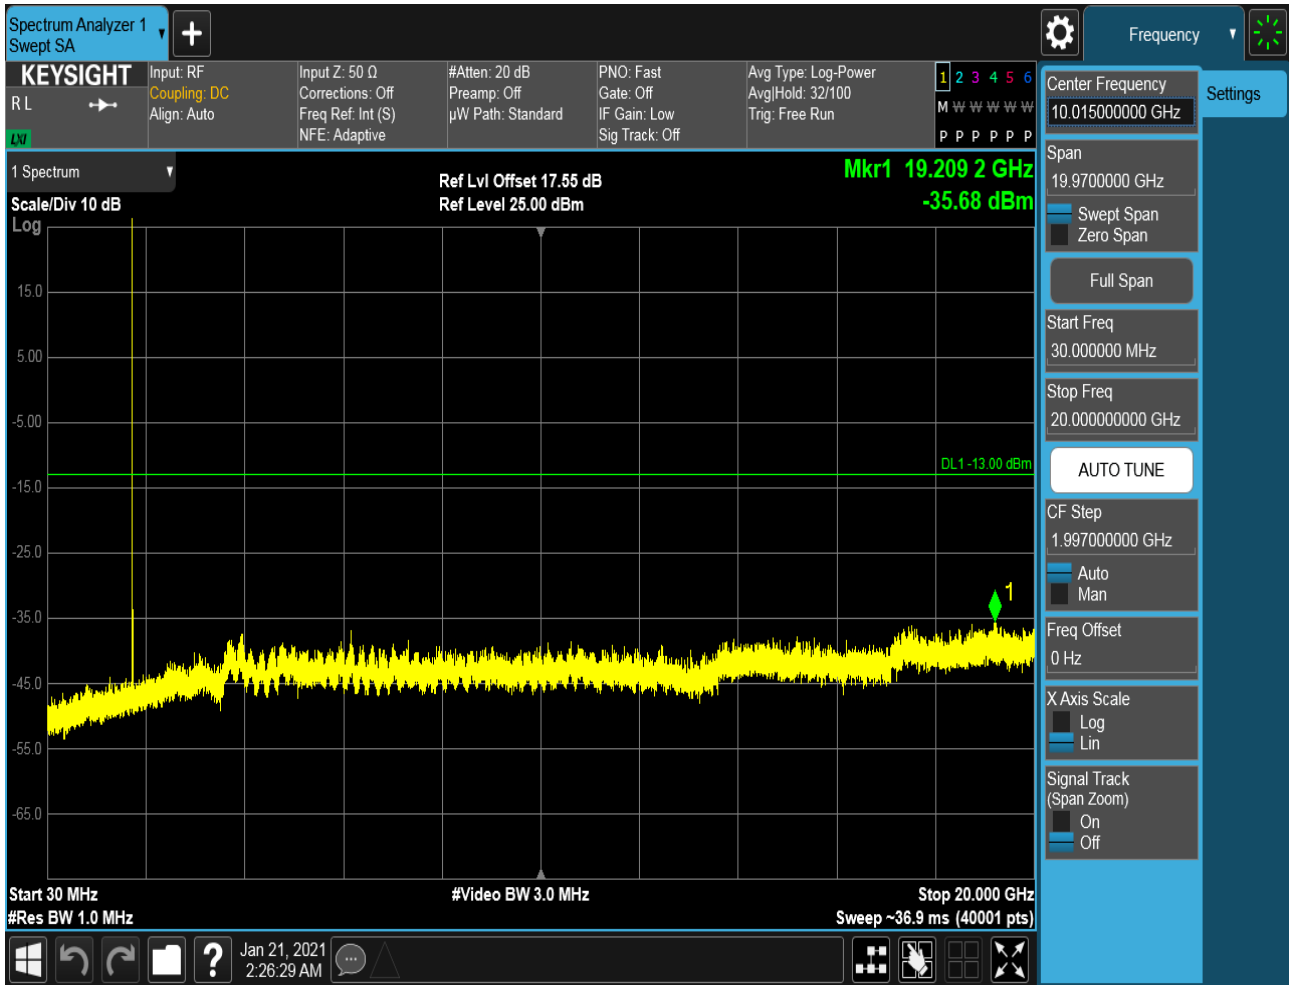 Spectrum Analyzer 1
Swept SA
Frequency
KEYSIGHT
R L
LXI
Input: RF
Coupling: DC
Align: Auto
Input Z: 50 Ω
Corrections: Off
Freq Ref: Int (S)
NFE: Adaptive
#Atten: 20 dB
Preamp: Off
µW Path: Standard
PNO: Fast
Gate: Off
IF Gain: Low
Sig Track: Off
Avg Type: Log-Power
Avg|Hold: 32/100
Trig: Free Run
1 2 3 4 5 6
M W W W W W
P P P P P P
1 Spectrum
Scale/Div 10 dB
Log
Ref Lvl Offset 17.55 dB
Ref Level 25.00 dBm
Mkr1 19.209 2 GHz
-35.68 dBm
15.0
5.00
-5.00
DL1 -13.00 dBm
-15.0
-25.0
1
-35.0
-45.0
-55.0
-65.0
Start 30 MHz
#Res BW 1.0 MHz
#Video BW 3.0 MHz
Stop 20.000 GHz
Sweep ~36.9 ms (40001 pts)
Center Frequency
10.015000000 GHz
Settings
Span
19.9700000 GHz
Swept Span
Zero Span
Full Span
Start Freq
30.000000 MHz
Stop Freq
20.000000000 GHz
AUTO TUNE
CF Step
1.997000000 GHz
Auto
Man
Freq Offset
0 Hz
X Axis Scale
Log
Lin
Signal Track
(Span Zoom)
On
Off
?
Jan 21, 2021
2:26:29 AM